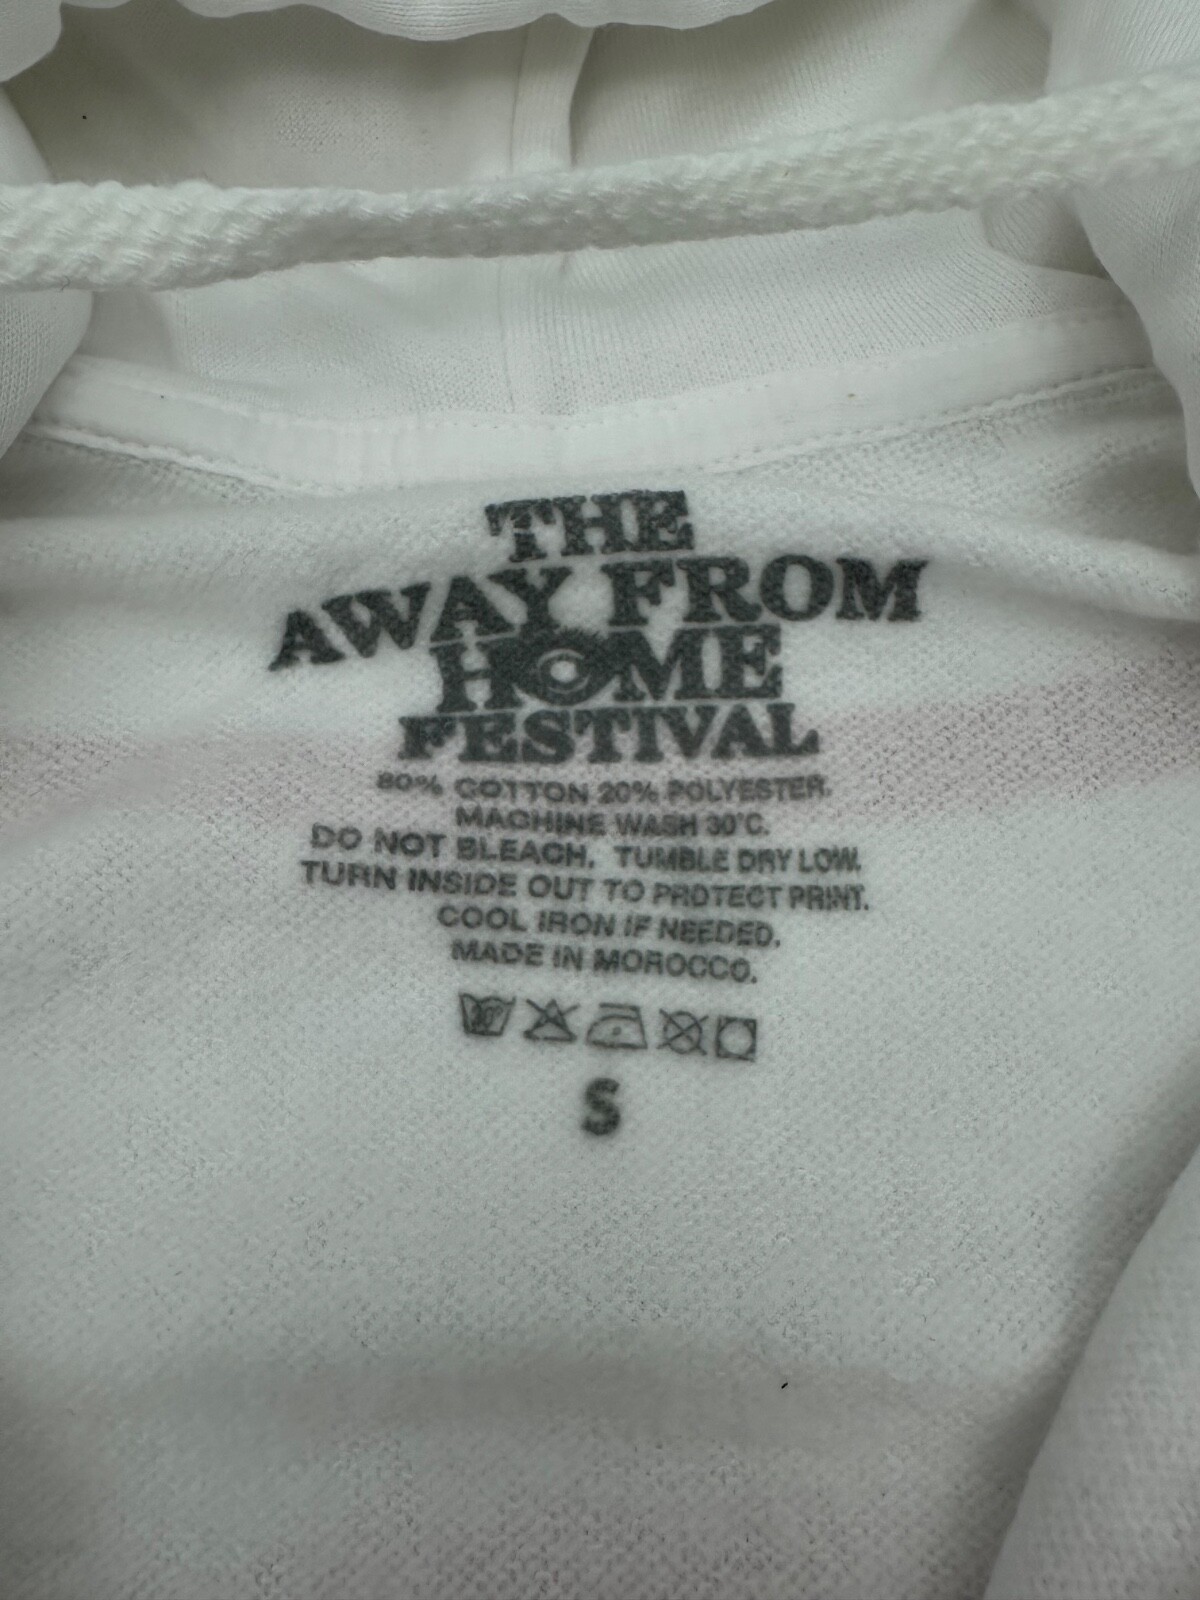 THE
AWAY FROM
HOME
FESTIVAL
80% COTTON 20% POLYESTER.
MACHINE WASH 30°C.
DO NOT BLEACH. TUMBLE DRY LOW.
TURN INSIDE OUT TO PROTECT PRINT.
COOL IRON IF NEEDED.
MADE IN MOROCCO.
S